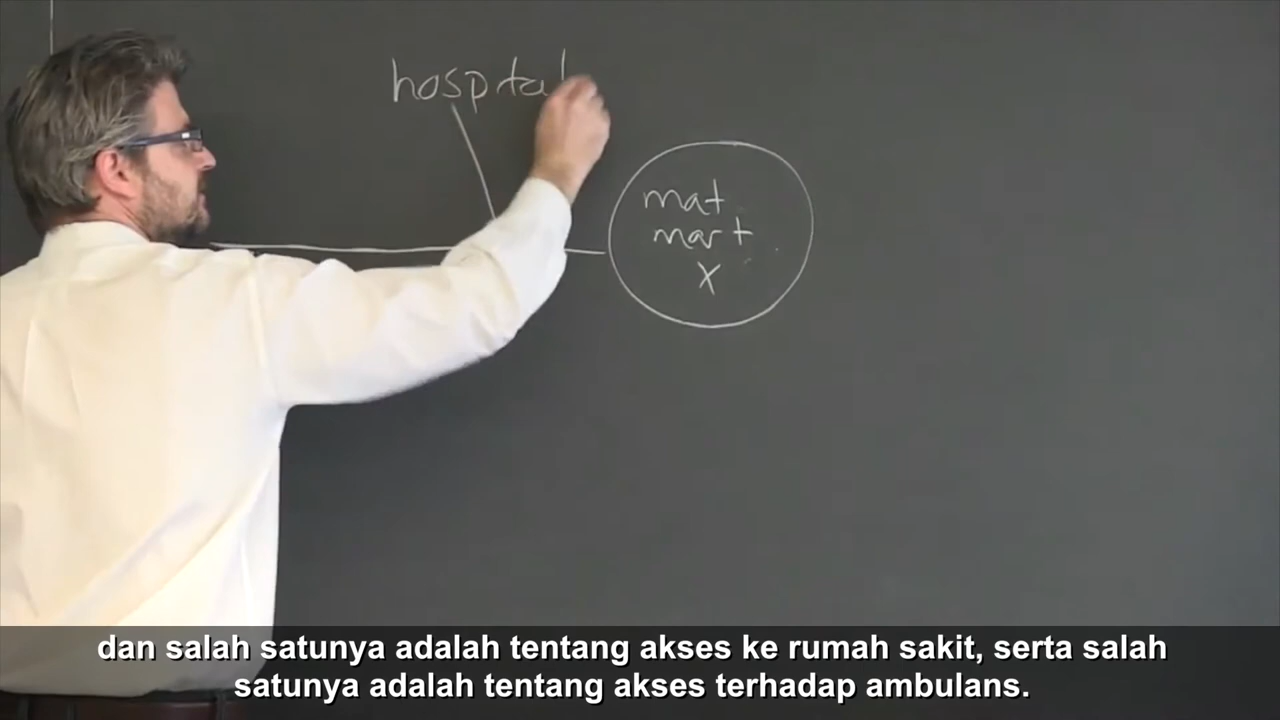 hospital
mat
mart
X
dan salah satunya adalah tentang akses ke rumah sakit, serta salah
satunya adalah tentang akses terhadap ambulans.